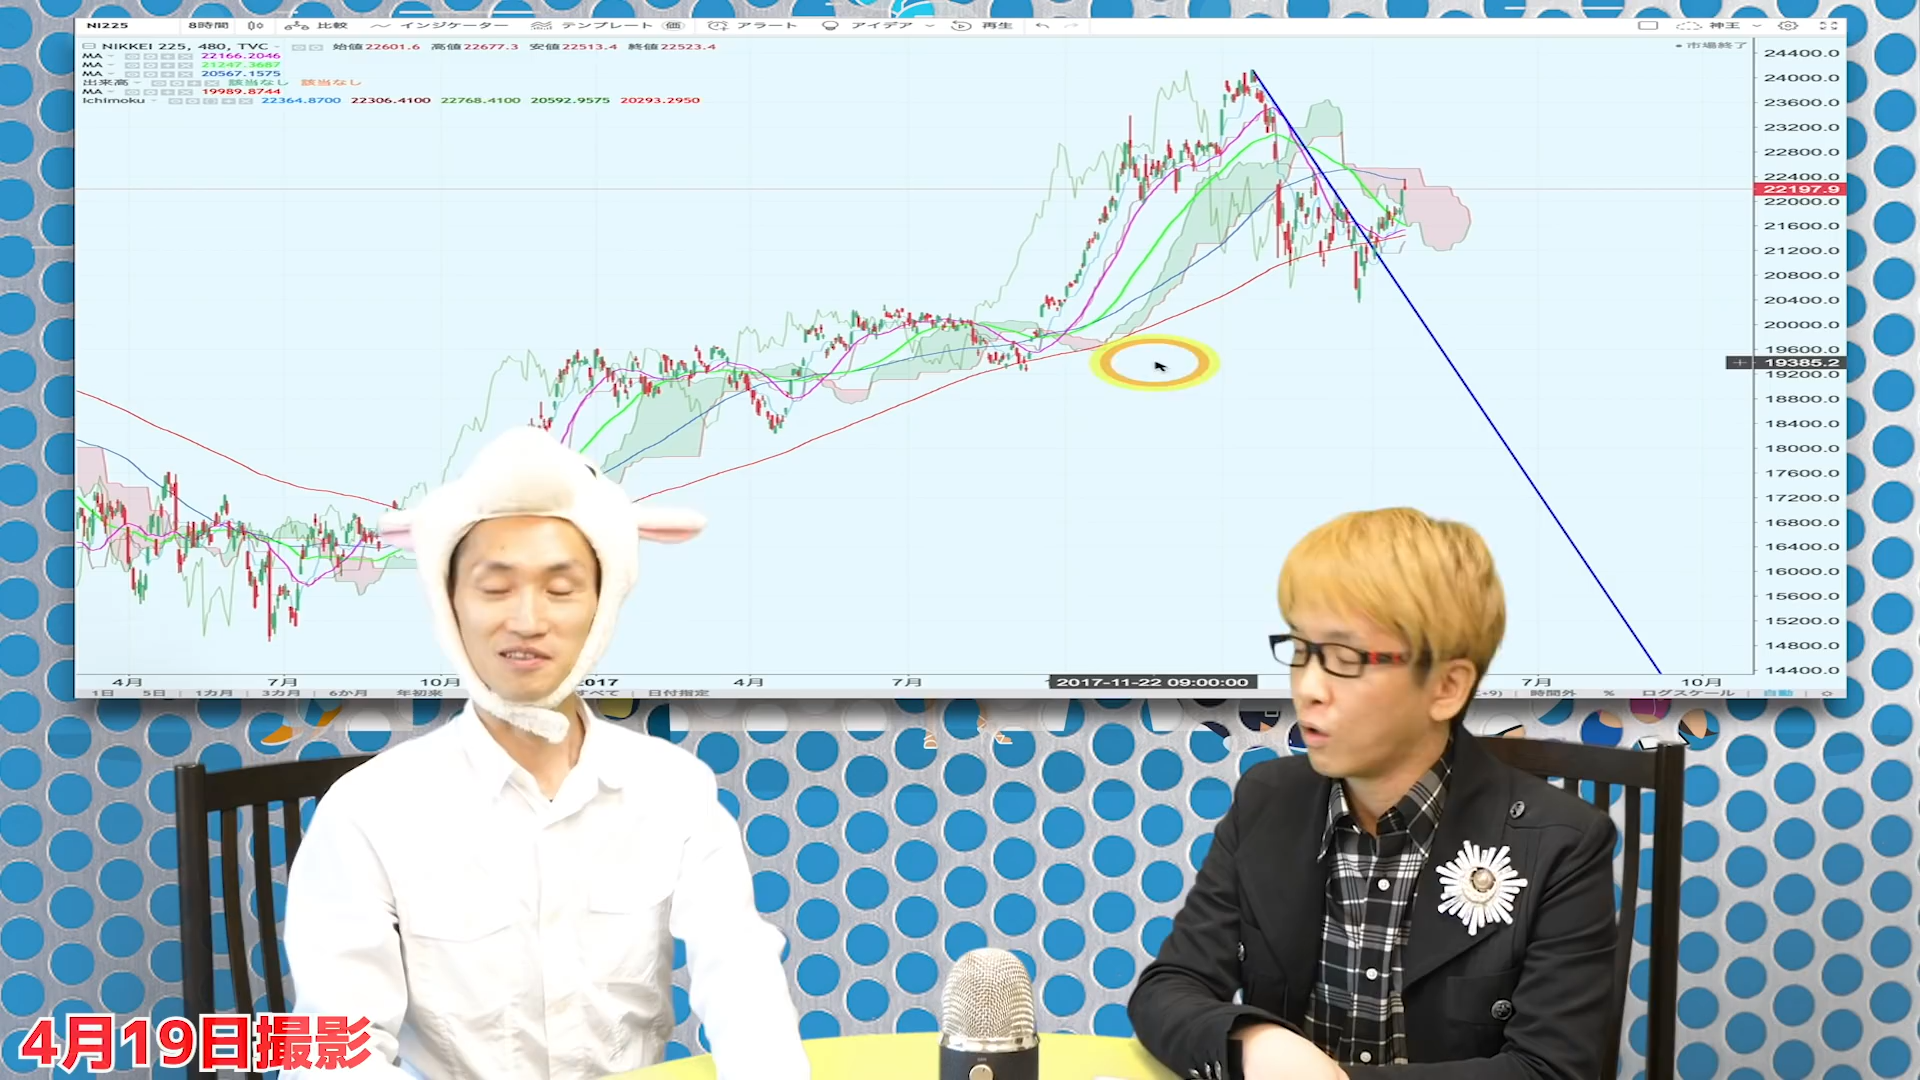 NI225 8時間 比較 インジケーター テンプレート アラート アイデア 再生 神王
NIKKEI 225, 480, TVC 始値22601.6 高値22677.3 安値22513.4 終値22523.4
市場終了
MA 22166.2046
MA 21247.3687
MA 20567.1575
出来高 該当なし 該当なし
MA 19989.8744
Ichimoku 22364.8700 22306.4100 22768.4100 20592.9575 20293.2950
24400.0
24000.0
23600.0
23200.0
22800.0
22400.0
22197.9
22000.0
21600.0
21200.0
20800.0
20400.0
20000.0
19600.0
19385.2
19200.0
18800.0
18400.0
18000.0
17600.0
17200.0
16800.0
16400.0
16000.0
15600.0
15200.0
14800.0
14400.0
4月 7月 10月 2017 4月 7月 2017-11-22 09:00:00 7月 10月
1日 5日 1カ月 3カ月 6か月 年初来 すべて 日付指定 時間外 % ログスケール 自動
4月19日撮影